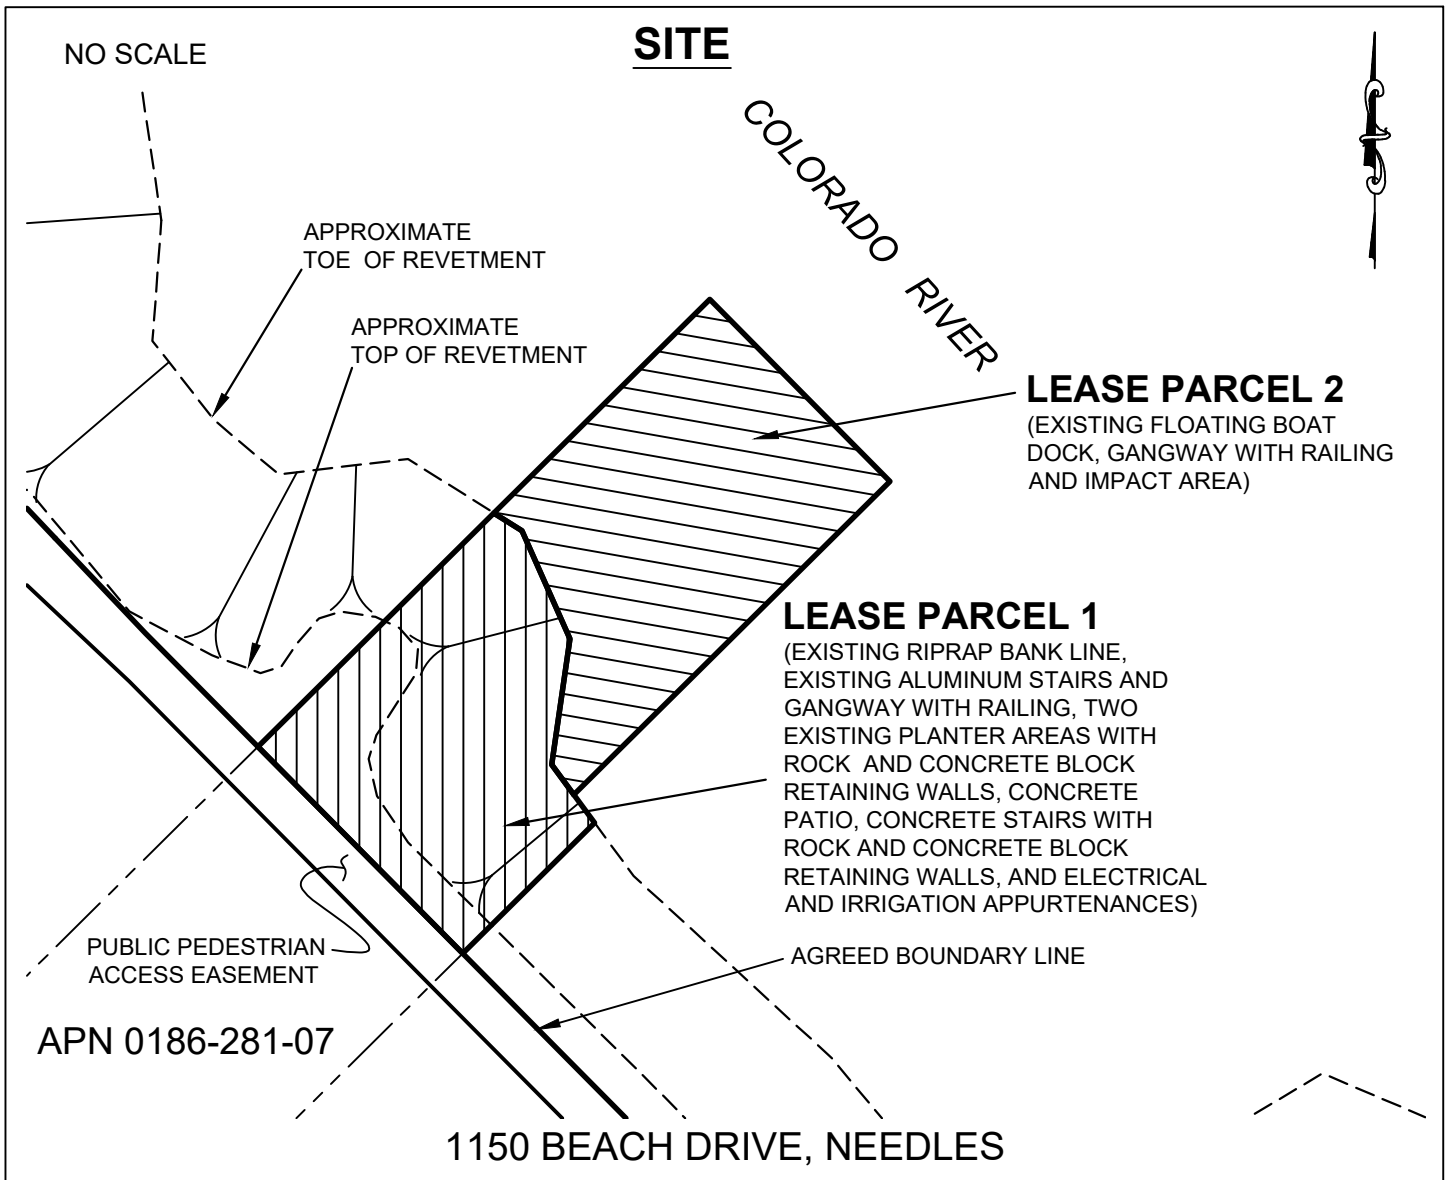 NO SCALE
SITE
COLORADO RIVER
APPROXIMATE
TOE OF REVETMENT
APPROXIMATE
TOP OF REVETMENT
LEASE PARCEL 2
(EXISTING FLOATING BOAT
DOCK, GANGWAY WITH RAILING
AND IMPACT AREA)
LEASE PARCEL 1
(EXISTING RIPRAP BANK LINE,
EXISTING ALUMINUM STAIRS AND
GANGWAY WITH RAILING, TWO
EXISTING PLANTER AREAS WITH
ROCK AND CONCRETE BLOCK
RETAINING WALLS, CONCRETE
PATIO, CONCRETE STAIRS WITH
ROCK AND CONCRETE BLOCK
RETAINING WALLS, AND ELECTRICAL
AND IRRIGATION APPURTENANCES)
PUBLIC PEDESTRIAN
ACCESS EASEMENT
AGREED BOUNDARY LINE
APN 0186-281-07
1150 BEACH DRIVE, NEEDLES